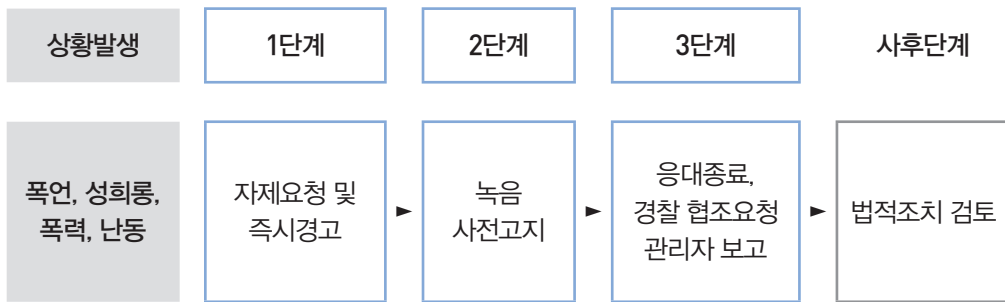 상황발생
1단계
2단계
3단계
사후단계
폭언, 성희롱,
폭력, 난동
자제요청 및
즉시경고
녹음
사전고지
응대종료,
경찰 협조요청
관리자 보고
법적조치 검토